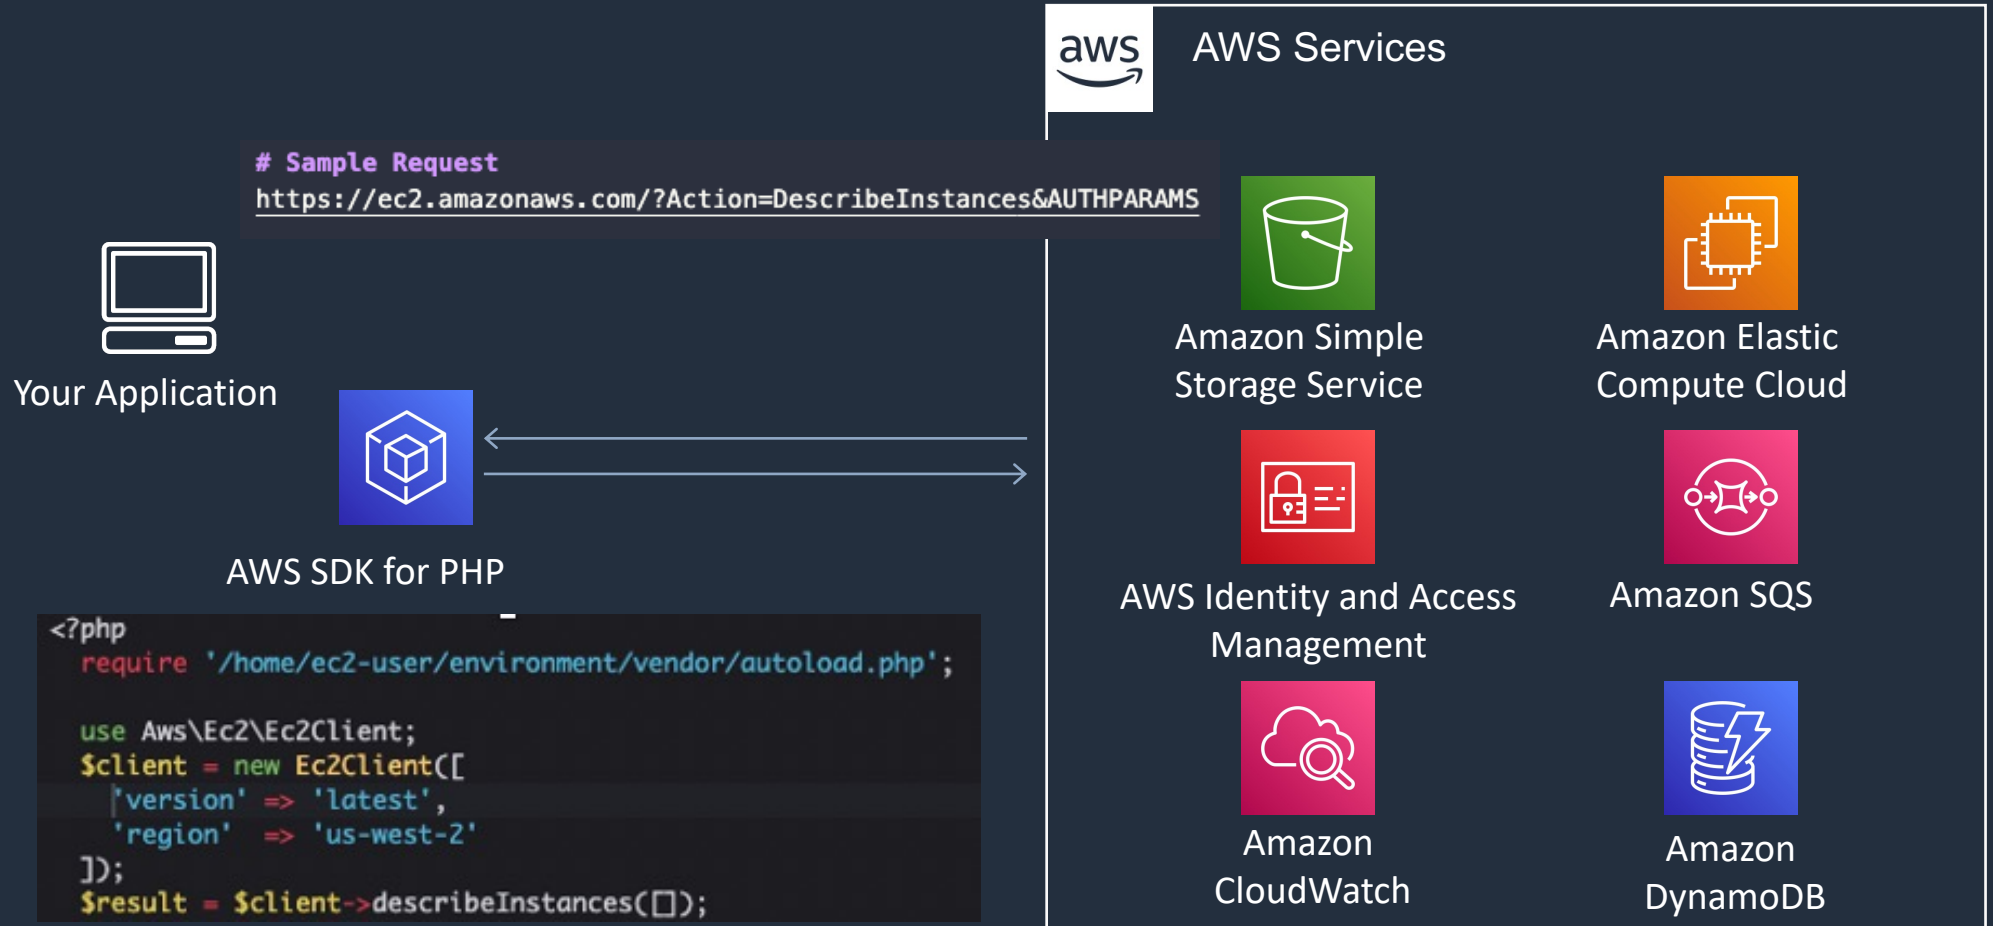 aws
AWS Services
# Sample Request
https://ec2.amazonaws.com/?Action=DescribeInstances&AUTHPARAMS
Your Application
AWS SDK for PHP
<?php
require '/home/ec2-user/environment/vendor/autoload.php';
use Aws\Ec2\Ec2Client;
$client = new Ec2Client([
'version' => 'latest',
'region' => 'us-west-2'
]);
$result = $client->describeInstances([]);
Amazon Simple
Storage Service
Amazon Elastic
Compute Cloud
AWS Identity and Access
Management
Amazon SQS
Amazon
CloudWatch
Amazon
DynamoDB